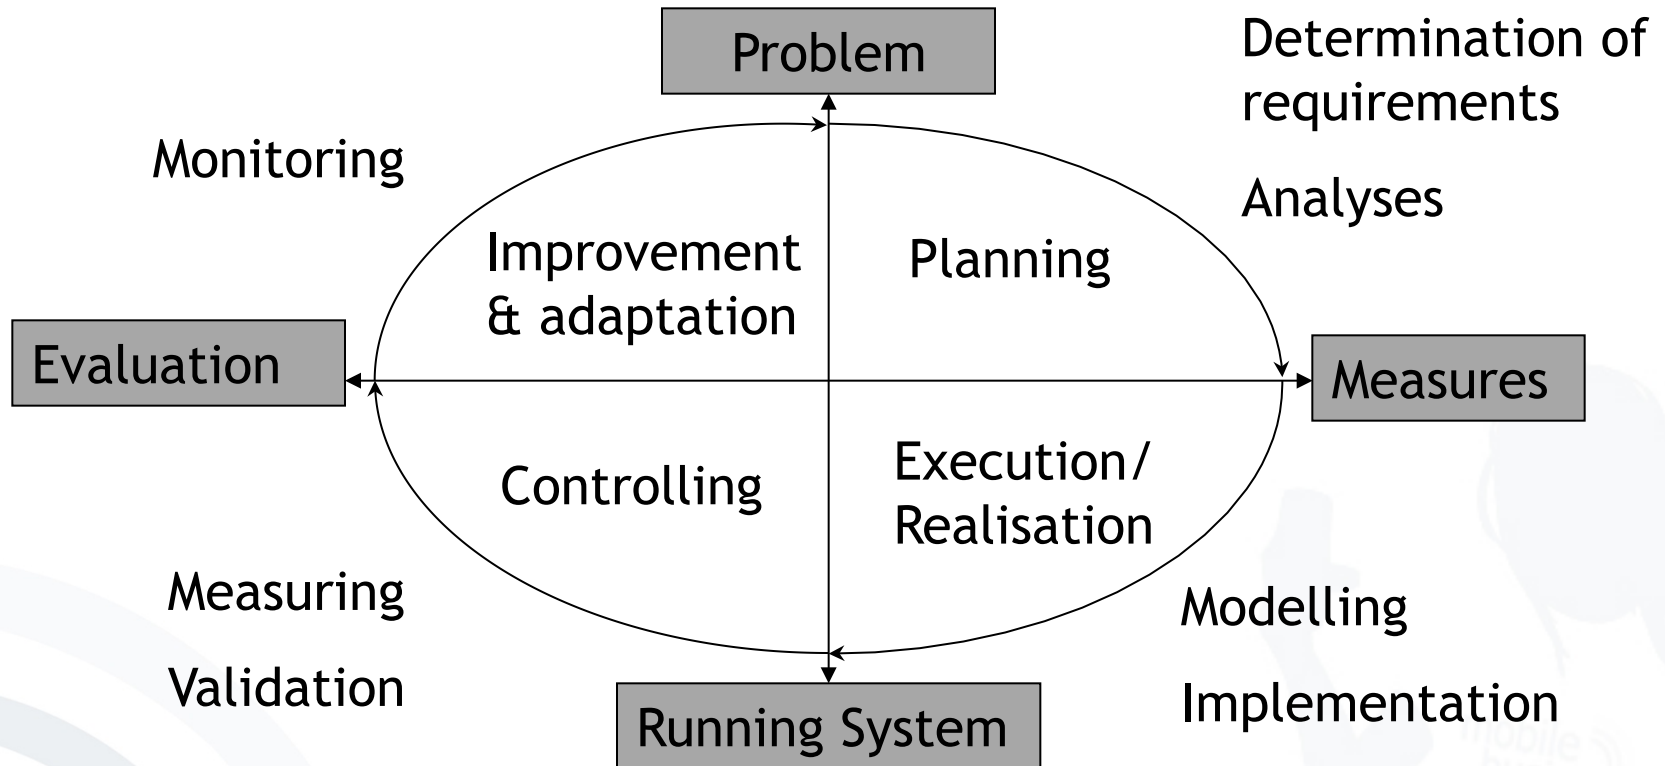 Problem
Determination of
requirements
Monitoring
Analyses
Improvement
& adaptation
Planning
Evaluation
Measures
Controlling
Execution/
Realisation
Measuring
Modelling
Validation
Implementation
Running System
mobile